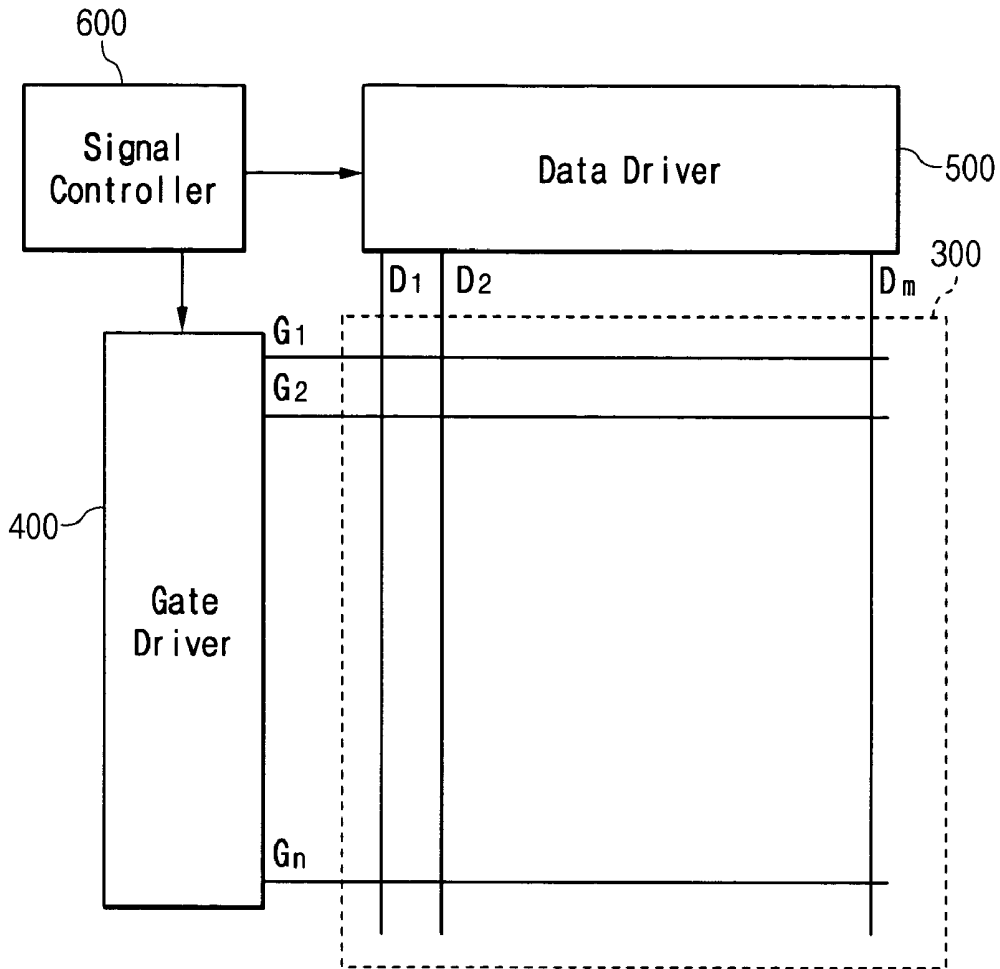 600
Signal
Controller
Data Driver
500
300
D1 D2 Dm
G1
G2
400
Gate
Driver
Gn